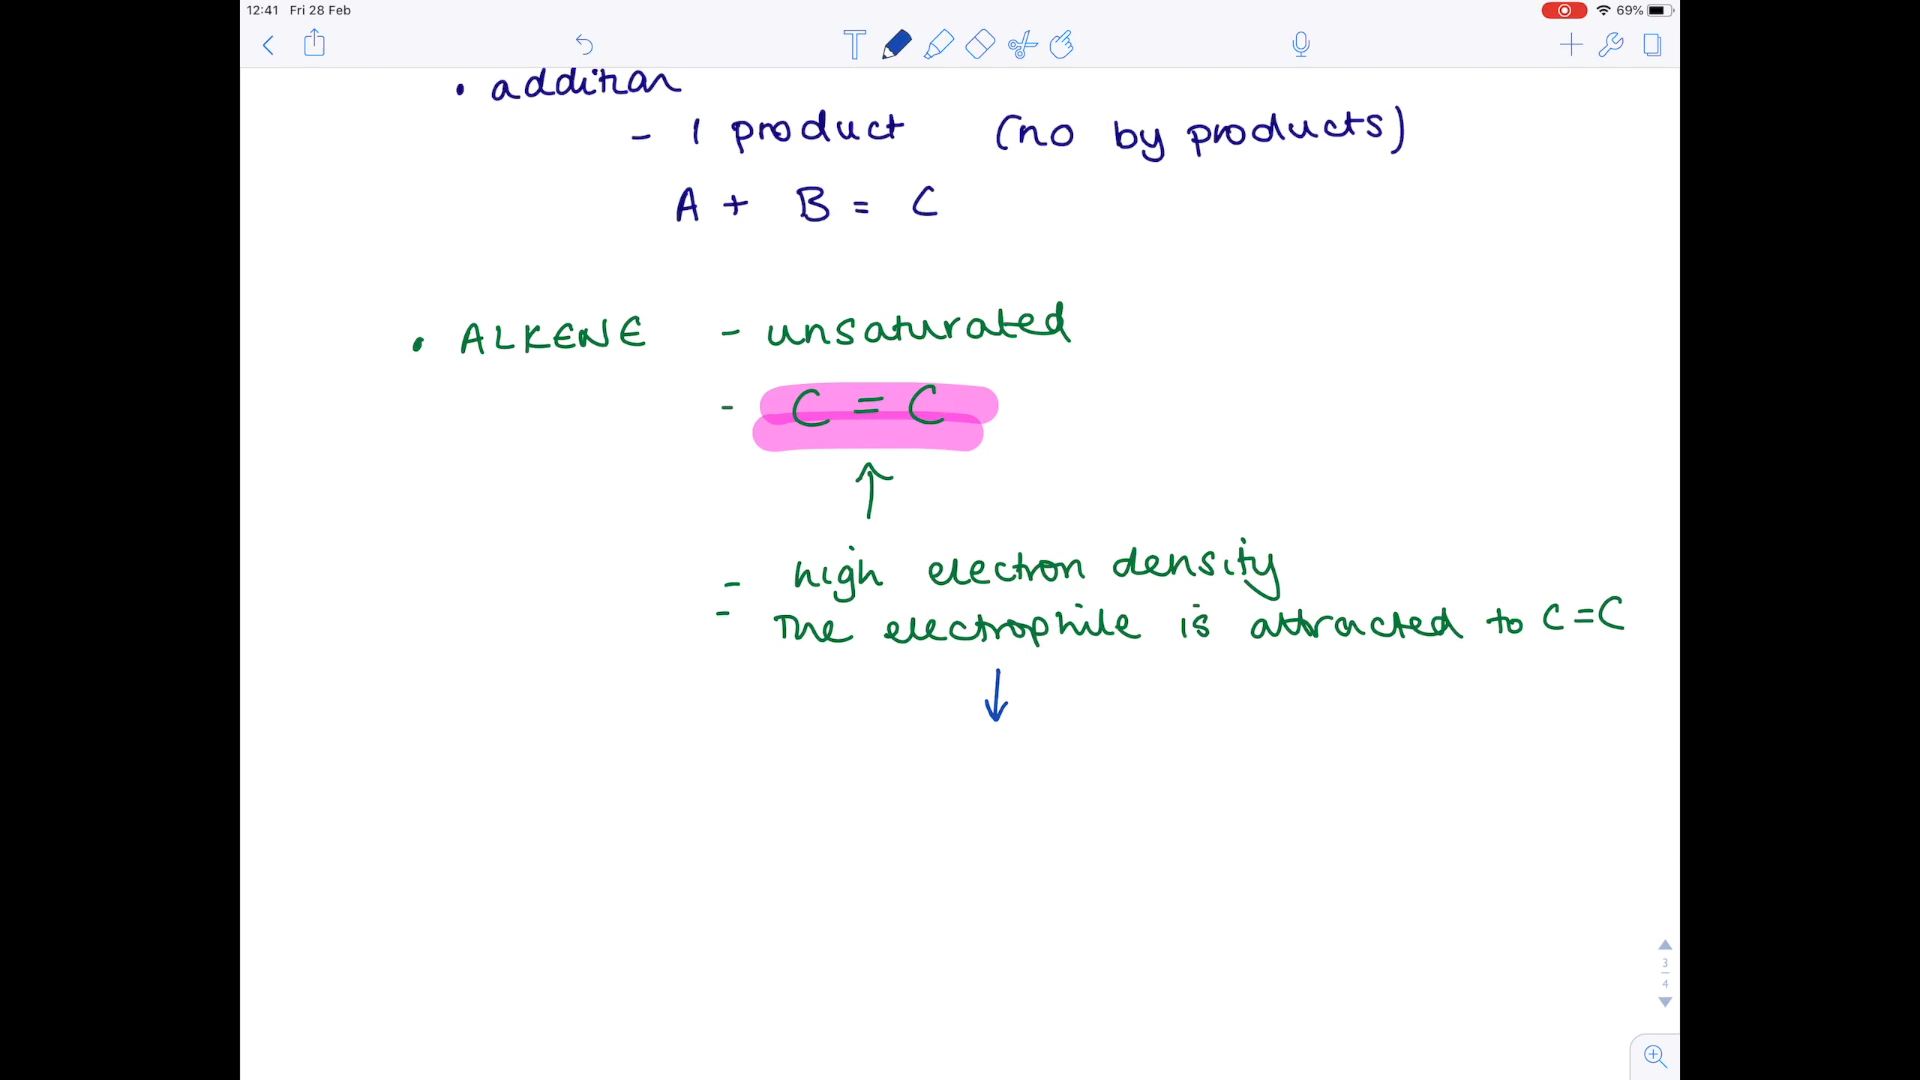 12:41 Fri 28 Feb 69%
T
• addition
- 1 product (no by products)
A + B = C
• ALKENE - unsaturated
- C = C
↑
- high electron density
- The electrophile is attracted to C=C
↓
3
4